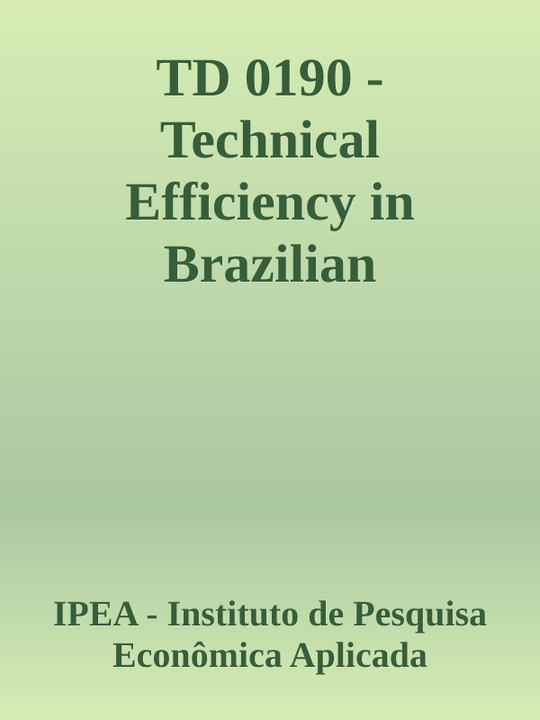 TD 0190 -
Technical
Efficiency in
Brazilian
IPEA - Instituto de Pesquisa
Econômica Aplicada